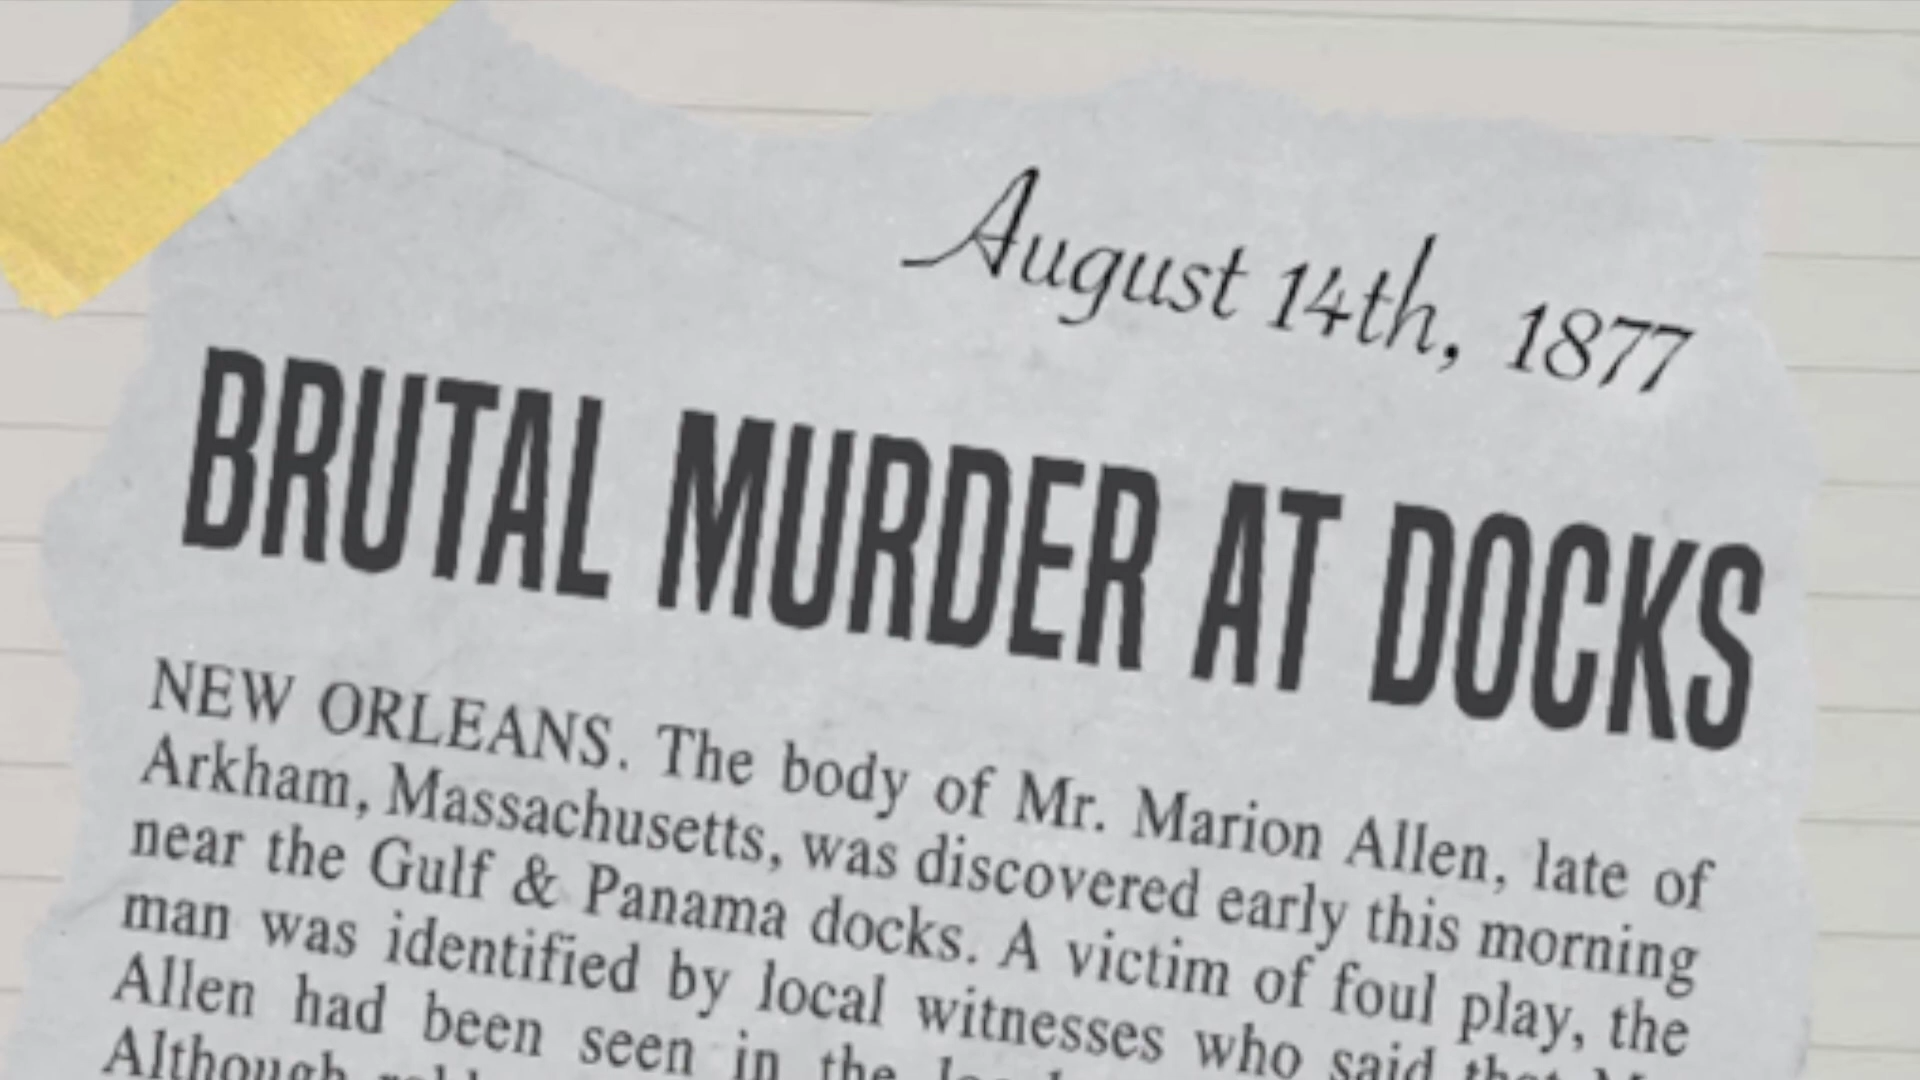 August 14th, 1877
BRUTAL MURDER AT DOCKS
NEW ORLEANS. The body of Mr. Marion Allen, late of
Arkham, Massachusetts, was discovered early this morning
near the Gulf & Panama docks. A victim of foul play, the
man was identified by local witnesses who said that
Allen had been seen in the
Although